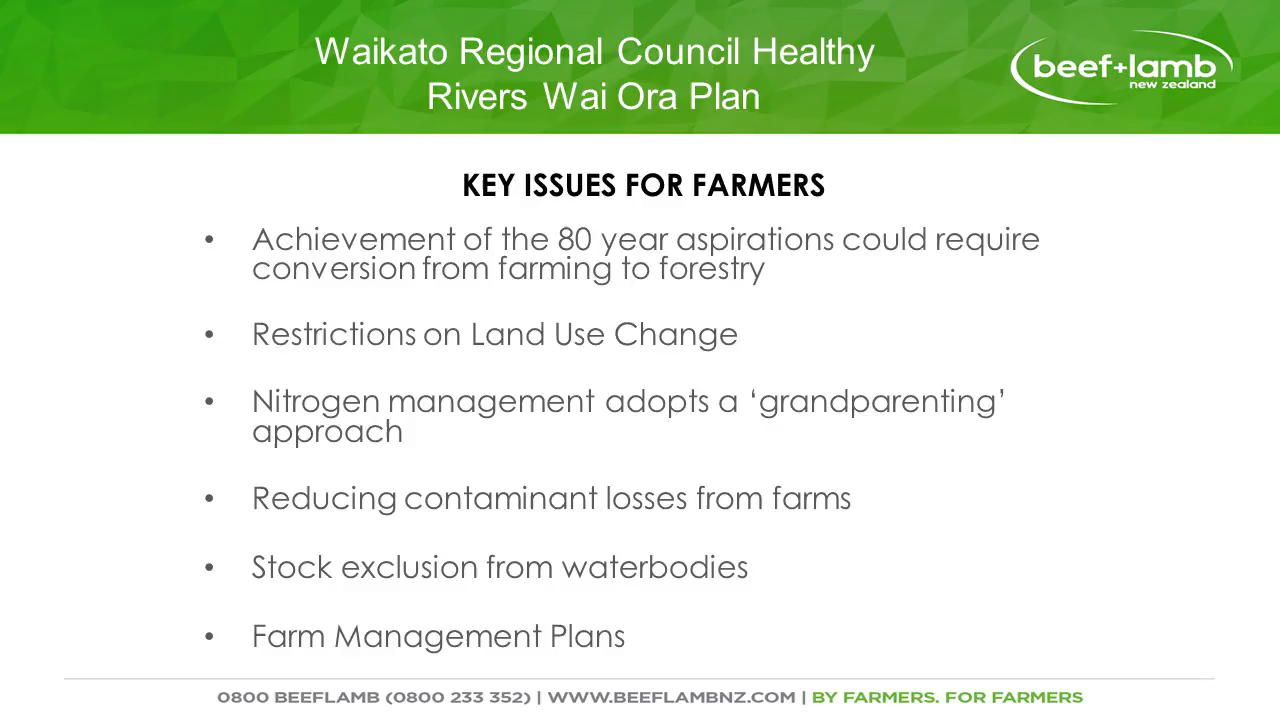 Waikato Regional Council Healthy
Rivers Wai Ora Plan
beef+lamb
new zealand
KEY ISSUES FOR FARMERS
• Achievement of the 80 year aspirations could require
conversion from farming to forestry
• Restrictions on Land Use Change
• Nitrogen management adopts a ‘grandparenting’
approach
• Reducing contaminant losses from farms
• Stock exclusion from waterbodies
• Farm Management Plans
0800 BEEFLAMB (0800 233 352) | WWW.BEEFLAMBNZ.COM | BY FARMERS. FOR FARMERS